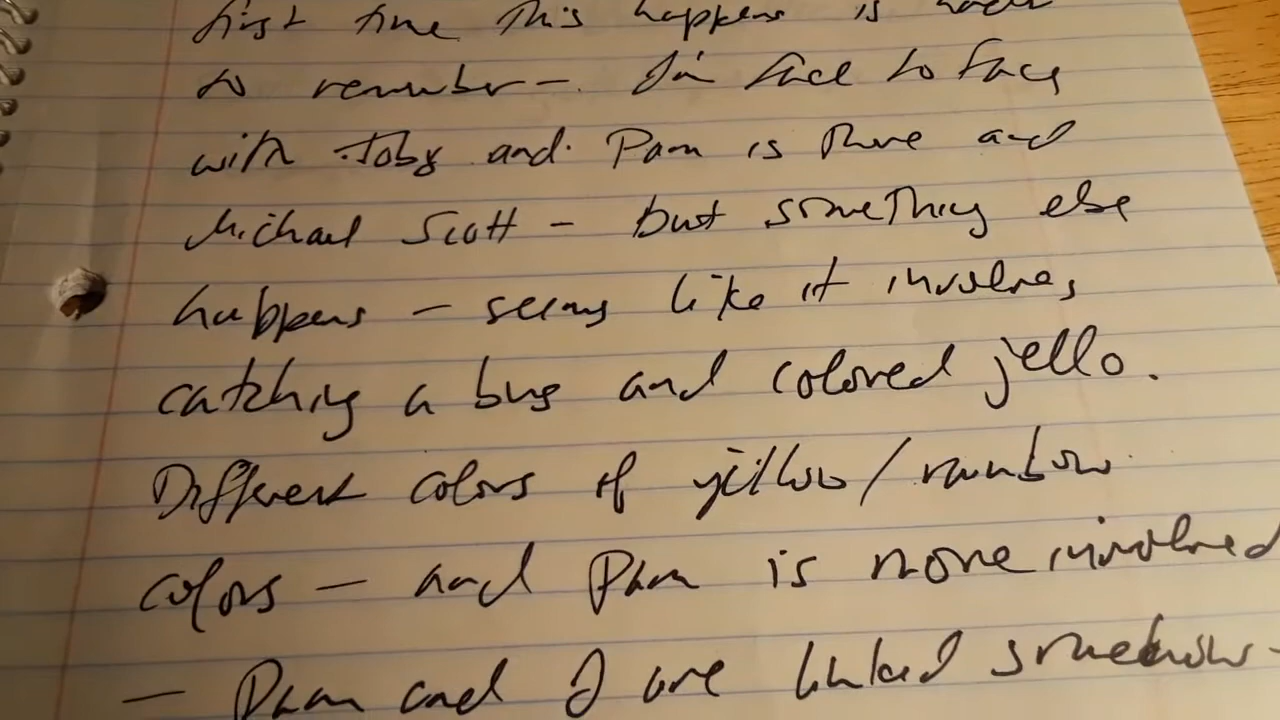 first time this happens is harder
to remember -. I'm face to face
with Toby and Pam is there and
Michael Scott - but something else
happens - seems like it involves
catching a bug and colored jello.
Different colors of yellow/rainbow
colors - and Pam is more involved
- Pam and I are linked somehow -